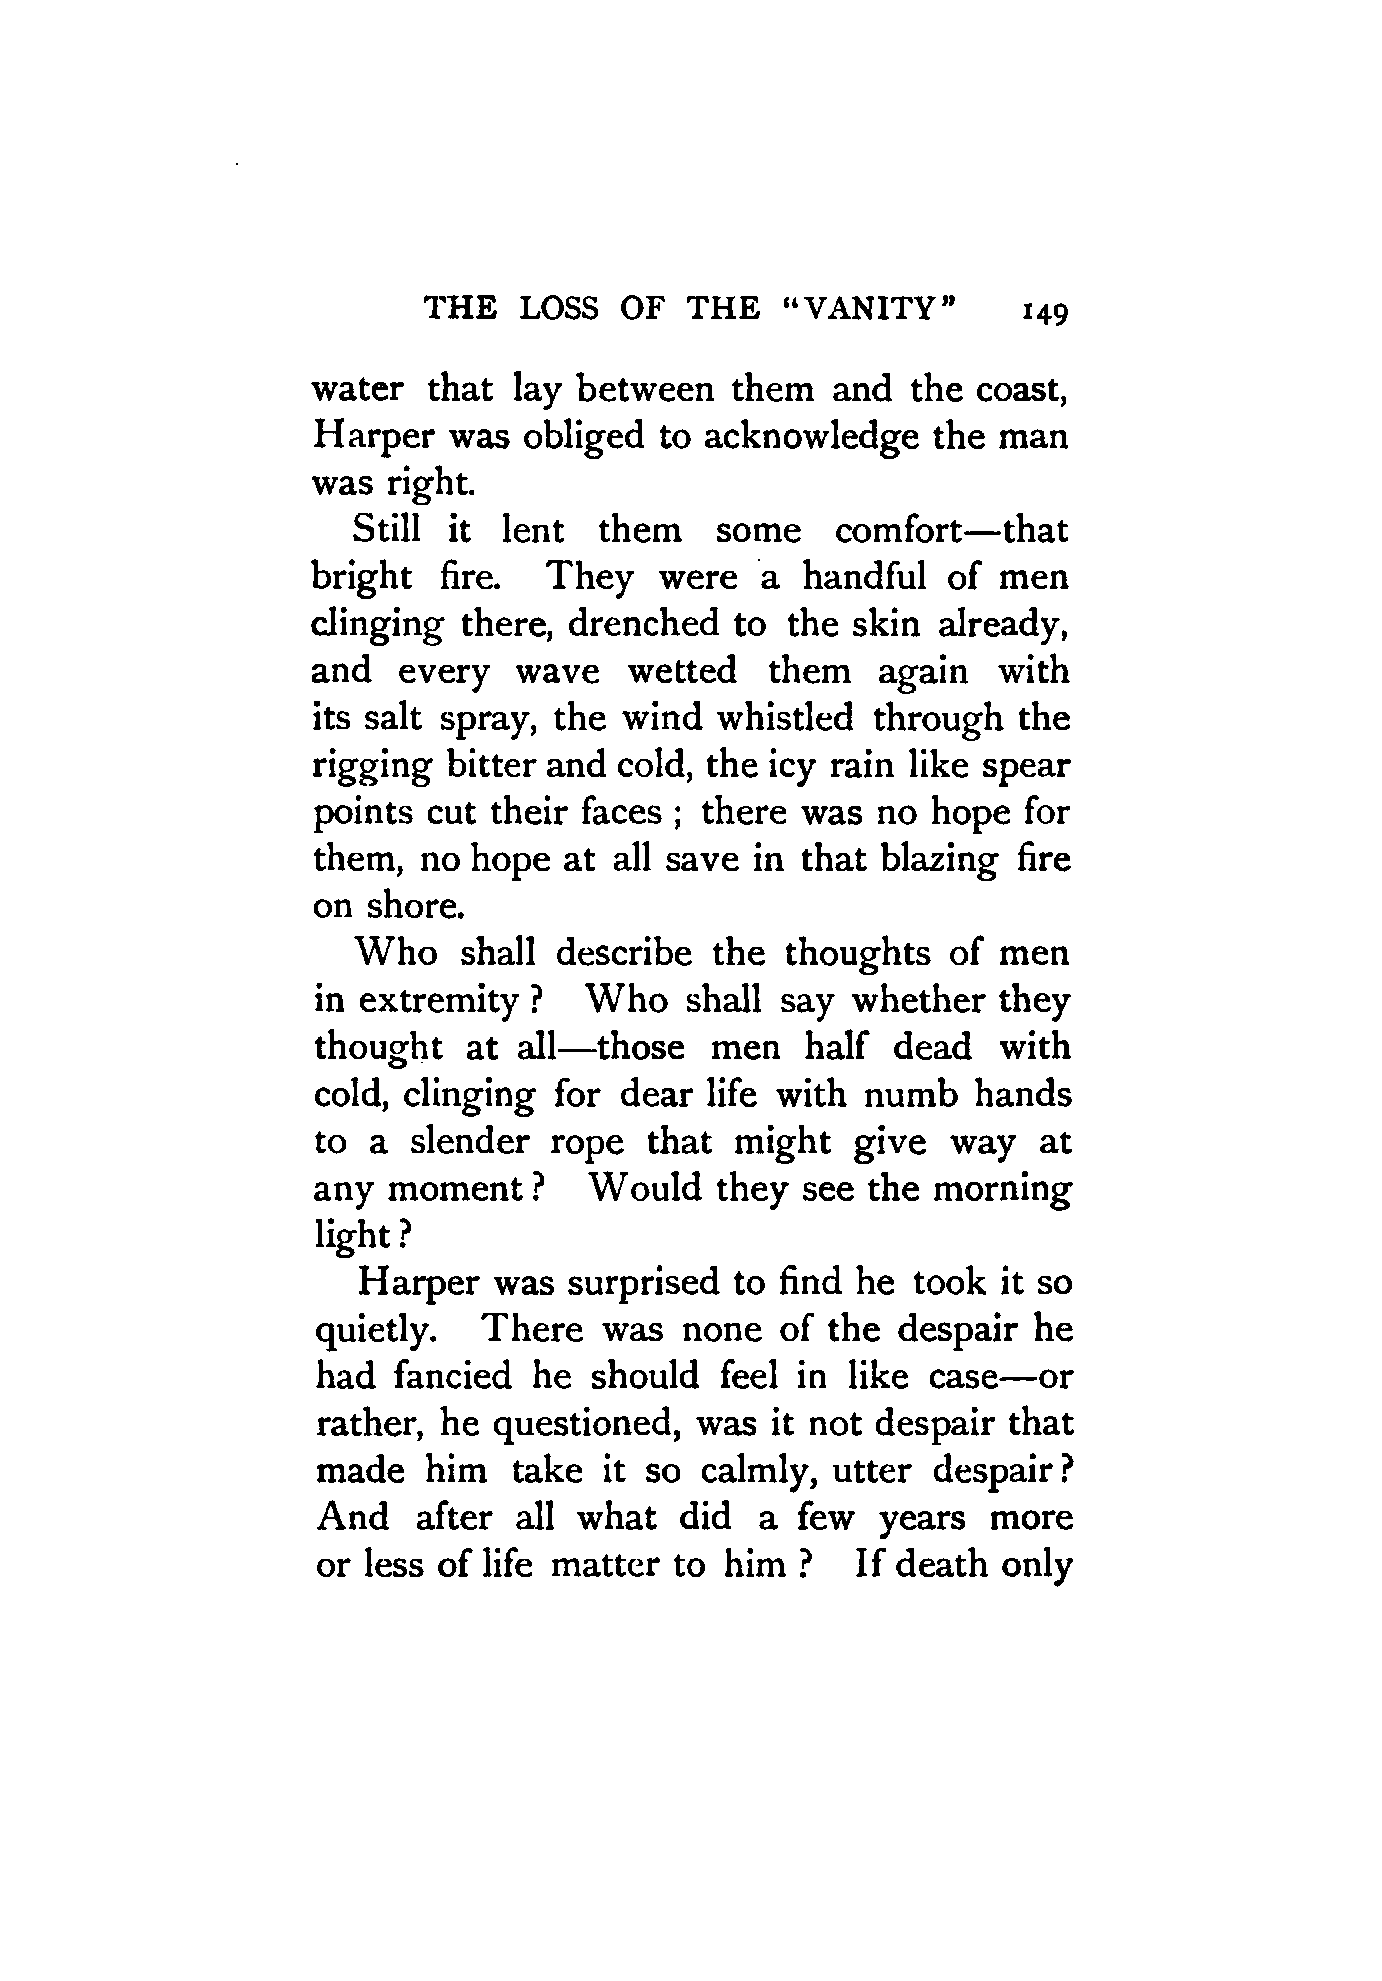 THE LOSS OF THE "VANITY" 149
water that lay between them and the coast,
Harper was obliged to acknowledge the man
was right.
Still it lent them some comfort—that
bright fire. They were a handful of men
clinging there, drenched to the skin already,
and every wave wetted them again with
its salt spray, the wind whistled through the
rigging bitter and cold, the icy rain like spear
points cut their faces ; there was no hope for
them, no hope at all save in that blazing fire
on shore.
Who shall describe the thoughts of men
in extremity ? Who shall say whether they
thought at all—those men half dead with
cold, clinging for dear life with numb hands
to a slender rope that might give way at
any moment ? Would they see the morning
light ?
Harper was surprised to find he took it so
quietly. There was none of the despair he
had fancied he should feel in like case—or
rather, he questioned, was it not despair that
made him take it so calmly, utter despair ?
And after all what did a few years more
or less of life matter to him ? If death only